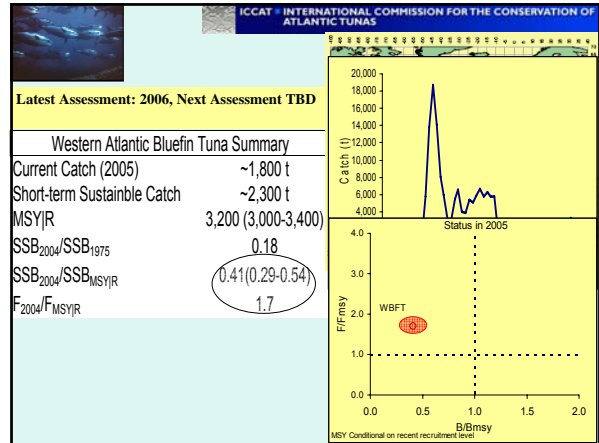 ICCAT INTERNATIONAL COMMISSION FOR THE CONSERVATION OF
ATLANTIC TUNAS
Latest Assessment: 2006, Next Assessment TBD
Western Atlantic Bluefin Tuna Summary
Current Catch (2005) ~1,800 t
Short-term Sustainble Catch ~2,300 t
MSY|R 3,200 (3,000-3,400)
SSB2004/SSB1975 0.18
SSB2004/SSBMSY|R 0.41(0.29-0.54)
F2004/FMSY|R 1.7
Catch (t)
20,000
18,000
16,000
14,000
12,000
10,000
8,000
6,000
4,000
Status in 2005
F/Fmsy
4.0
3.0
2.0
1.0
0.0
WBFT
0.0 0.5 1.0 1.5 2.0
B/Bmsy
MSY Conditional on recent recruitment level